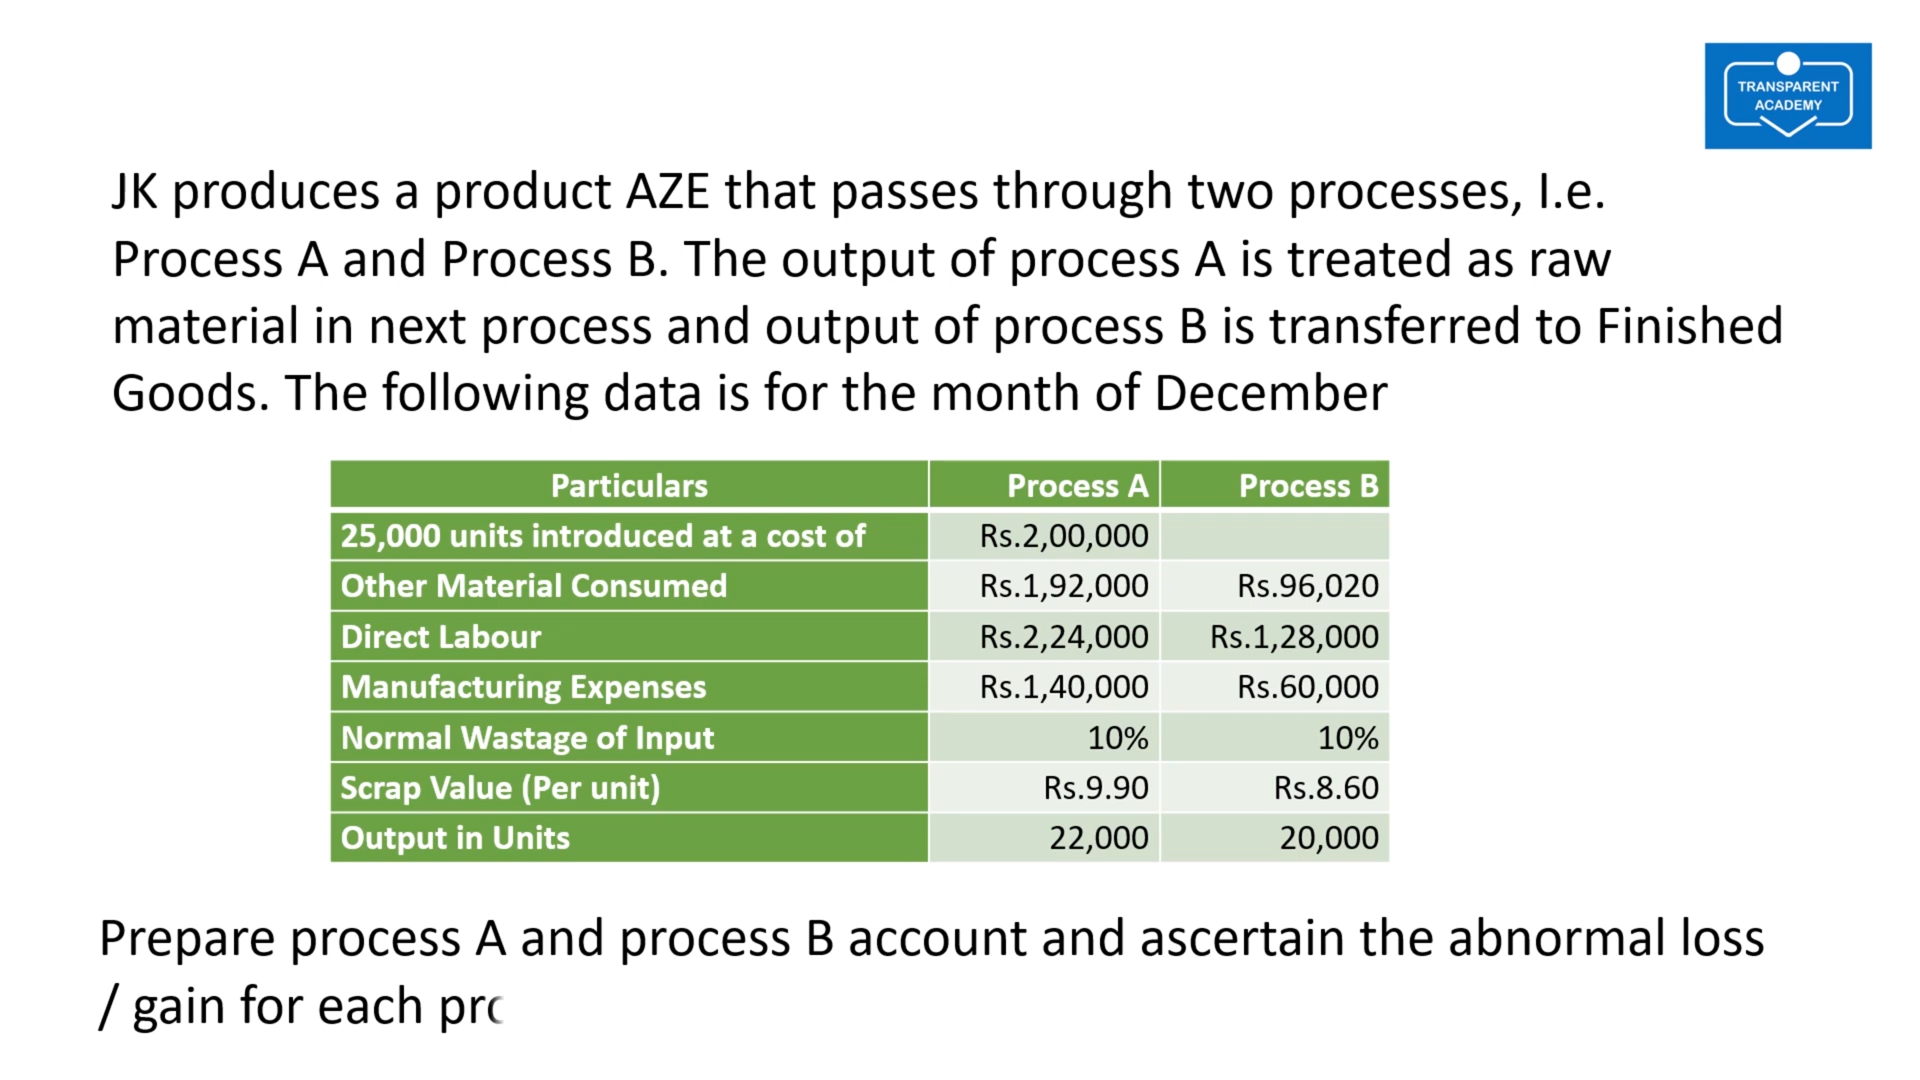 TRANSPARENT
ACADEMY
JK produces a product AZE that passes through two processes, I.e.
Process A and Process B. The output of process A is treated as raw
material in next process and output of process B is transferred to Finished
Goods. The following data is for the month of December
Particulars Process A Process B
25,000 units introduced at a cost of Rs.2,00,000
Other Material Consumed Rs.1,92,000 Rs.96,020
Direct Labour Rs.2,24,000 Rs.1,28,000
Manufacturing Expenses Rs.1,40,000 Rs.60,000
Normal Wastage of Input 10% 10%
Scrap Value (Per unit) Rs.9.90 Rs.8.60
Output in Units 22,000 20,000
Prepare process A and process B account and ascertain the abnormal loss
/ gain for each